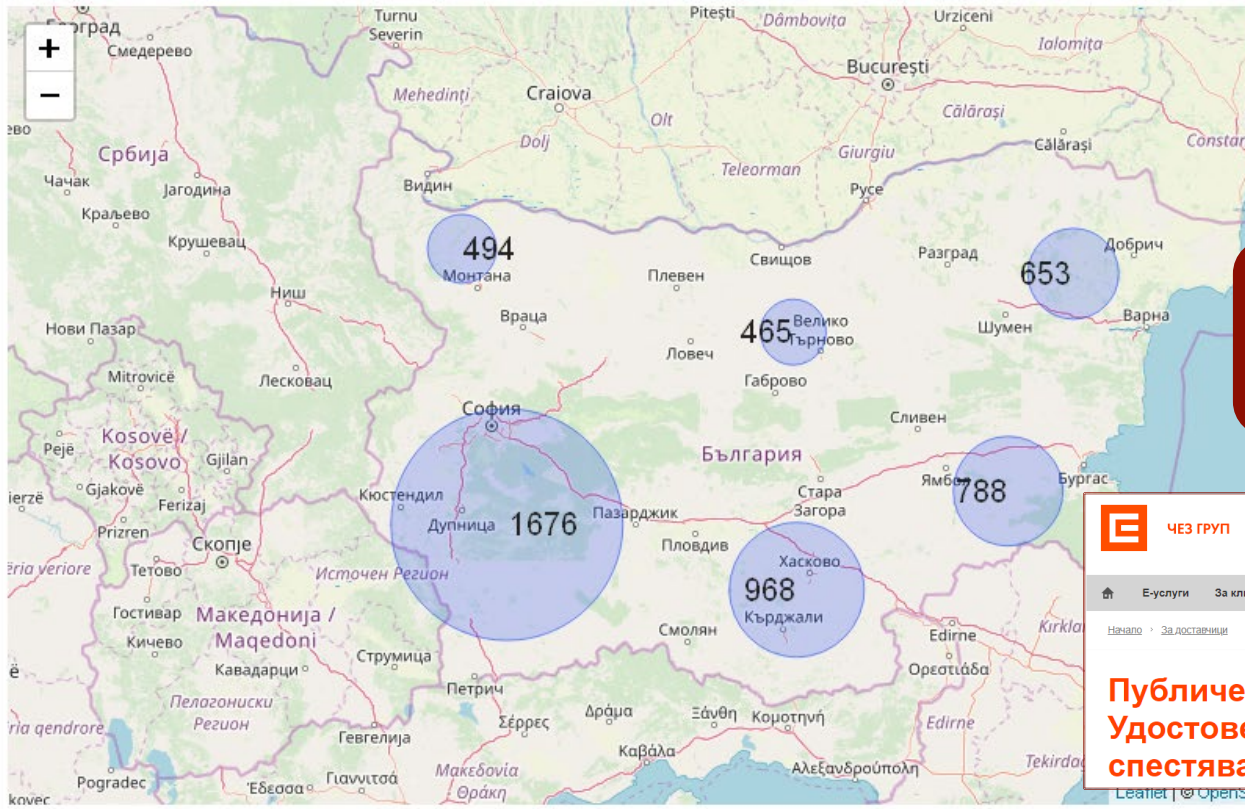 Turnu
Severin
Pitești
Dâmbovița
Urziceni
Смедерево
Ialomița
București
Mehedinți
Craiova
Olt
Călărași
Dolj
Giurgiu
Călărași
Србија
Teleorman
Чачак
Јагодина
Видин
Русе
Краљево
Крушевац
494
Монтана
Свищов
Разград
Добрич
653
Плевен
Ниш
Враца
465
Велико
Търново
Шумен
Варна
Нови Пазар
Ловеч
Mitrovicë
Лесковац
Габрово
София
Сливен
Kosovë /
Kosovo
Pejë
Gjilan
България
Ямбол
788
Бургас
Gjakovë
Ferizaj
Кюстендил
Дупница
1676
Пазарджик
Стара
Загора
Prizren
Скопје
Пловдив
Хасково
ЧЕЗ ГРУП
Тетово
Источен Регион
968
Кърджали
Е-услуги
Гостивар
Македонија /
Maqedoni
Смолян
Edirne
Начало > За доставчици
Кичево
Кавадарци
Струмица
Петрич
Ορεστιάδα
Пелагониски
Регион
Σέρρες
Δράμα
Ξάνθη
Κομοτηνή
Edirne
Гевгелија
Καβάλα
Αλεξανδρούπολη
Pogradec
Έδεσσα
Γιαννιτσά
Μακεδονία
Θράκη
Leaflet | ©